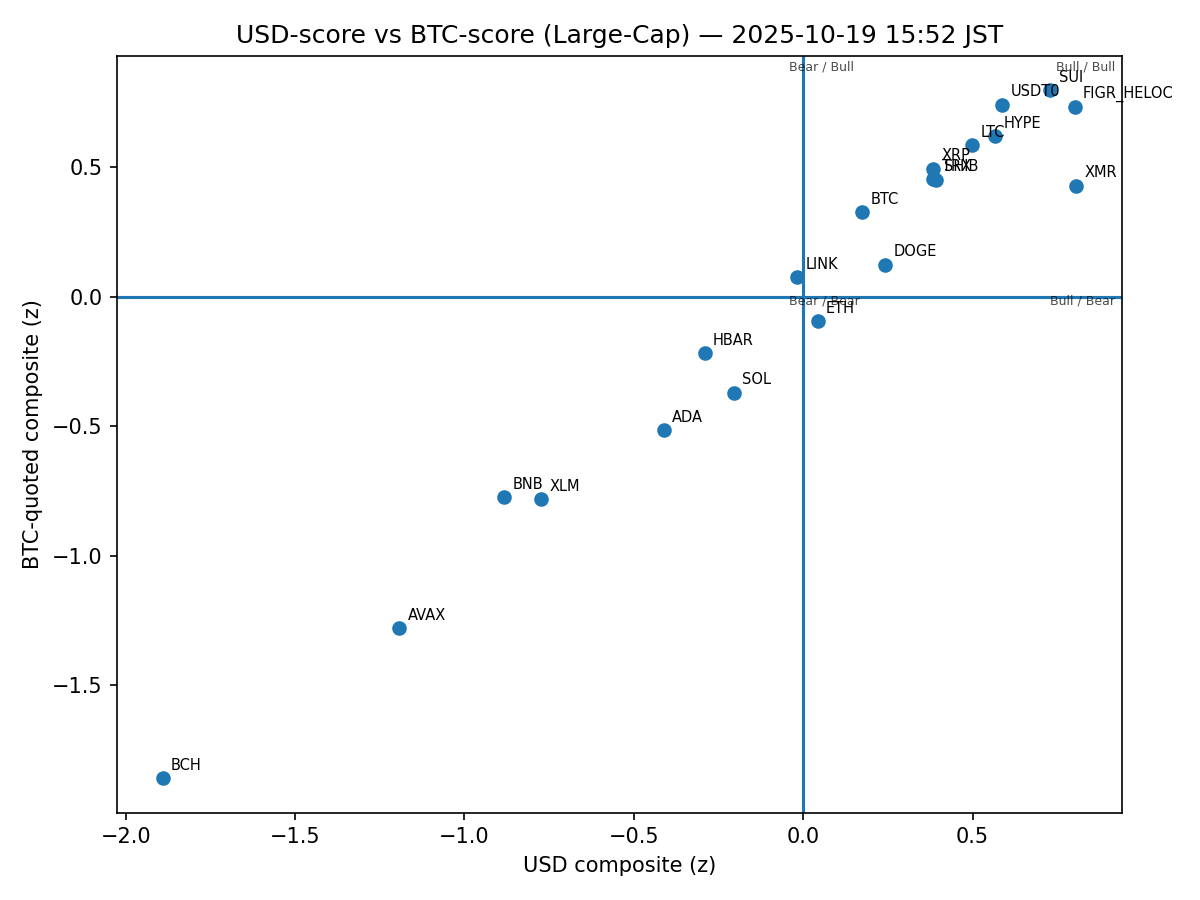 USD-score vs BTC-score (Large-Cap) — 2025-10-19 15:52 JST
Bear / Bull
Bull / Bull
SUI
USDT0
FIGR_HELOC
HYPE
LTC
XRP
TRX
XMR
BTC
DOGE
LINK
Bear / Bear
Bull / Bear
ETH
HBAR
SOL
ADA
BNB
XLM
AVAX
BCH
0.5
0.0
−0.5
−1.0
−1.5
BTC-quoted composite (z)
−2.0
−1.5
−1.0
−0.5
0.0
0.5
USD composite (z)